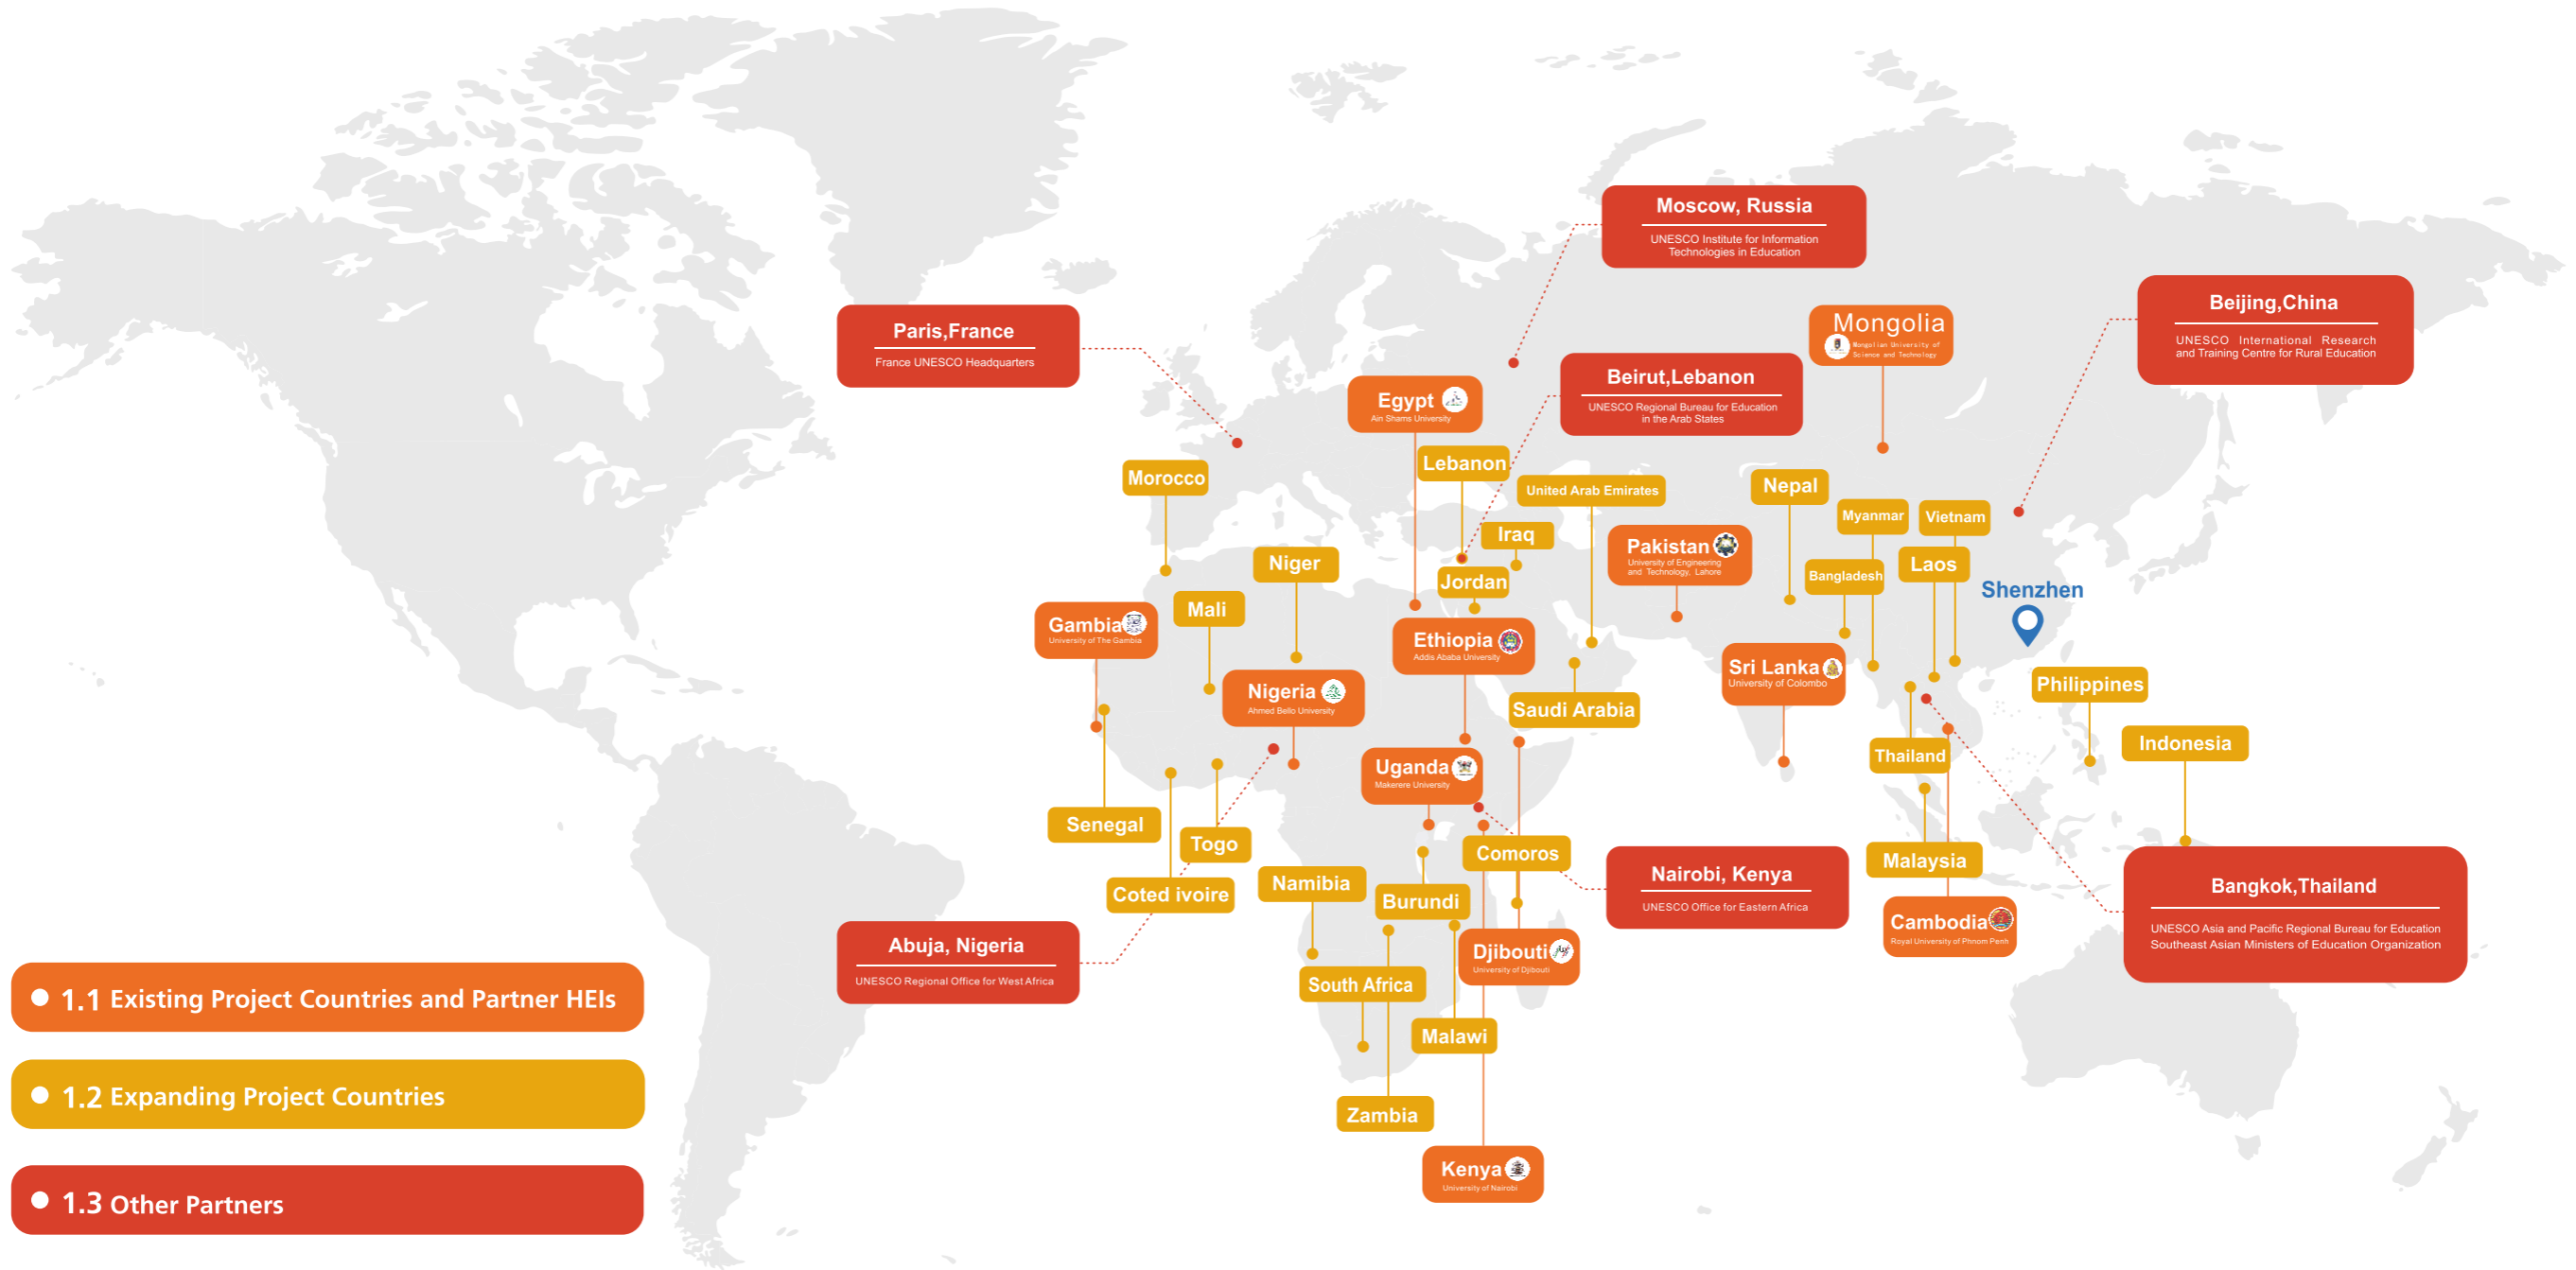 Moscow, Russia
UNESCO Institute for Information
Technologies in Education
Beijing,China
UNESCO International Research
and Training Centre for Rural Education
Paris,France
France UNESCO Headquarters
Mongolia
Mongolian University of
Science and Technology
Beirut,Lebanon
UNESCO Regional Bureau for Education
in the Arab States
Egypt
Ain Shams University
Lebanon
Morocco
United Arab Emirates
Nepal
Myanmar
Vietnam
Iraq
Pakistan
University of Engineering
and Technology, Lahore
Niger
Jordan
Bangladesh
Laos
Shenzhen
Mali
Gambia
University of The Gambia
Ethiopia
Addis Ababa University
Sri Lanka
University of Colombo
Philippines
Nigeria
Ahmed Bello University
Saudi Arabia
Indonesia
Thailand
Uganda
Makerere University
Senegal
Togo
Comoros
Malaysia
Nairobi, Kenya
UNESCO Office for Eastern Africa
Bangkok,Thailand
UNESCO Asia and Pacific Regional Bureau for Education
Southeast Asian Ministers of Education Organization
Coted ivoire
Namibia
Burundi
Cambodia
Royal University of Phnom Penh
Abuja, Nigeria
UNESCO Regional Office for West Africa
Djibouti
University of Djibouti
South Africa
Malawi
Zambia
Kenya
University of Nairobi
1.1 Existing Project Countries and Partner HEIs
1.2 Expanding Project Countries
1.3 Other Partners